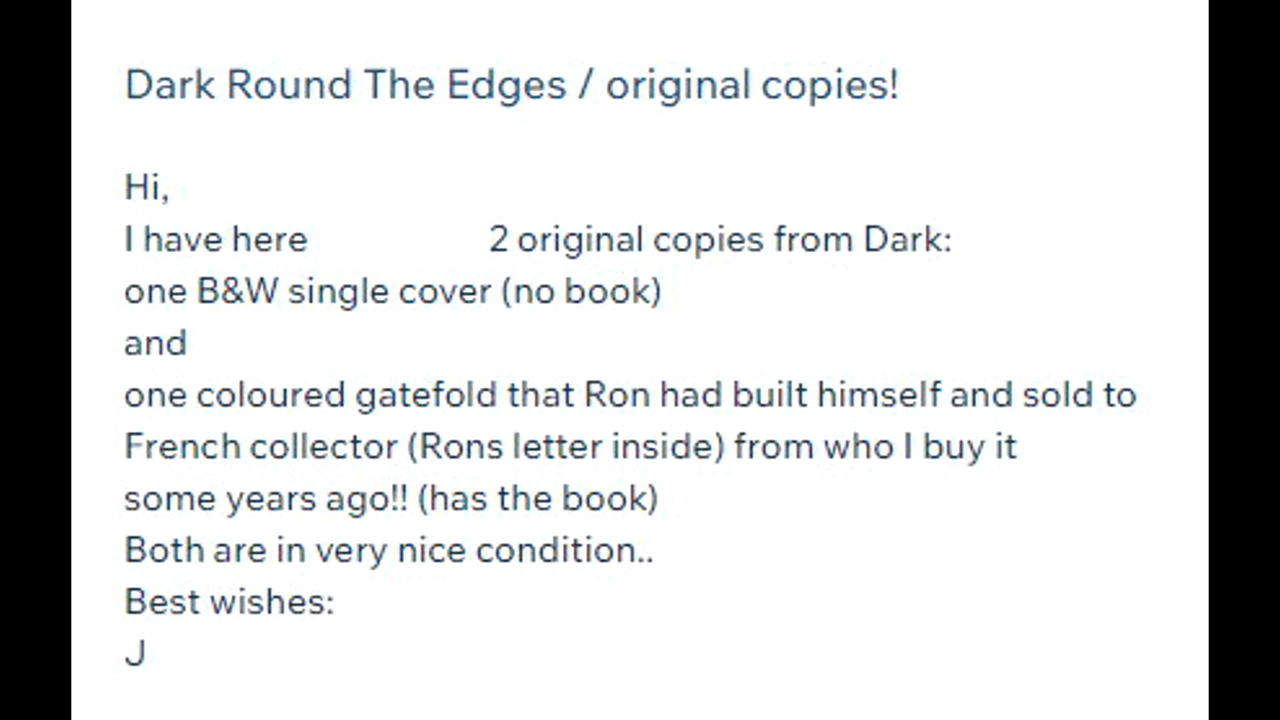 Dark Round The Edges / original copies!
Hi,
I have here 2 original copies from Dark:
one B&W single cover (no book)
and
one coloured gatefold that Ron had built himself and sold to
French collector (Rons letter inside) from who I buy it
some years ago!! (has the book)
Both are in very nice condition..
Best wishes:
J